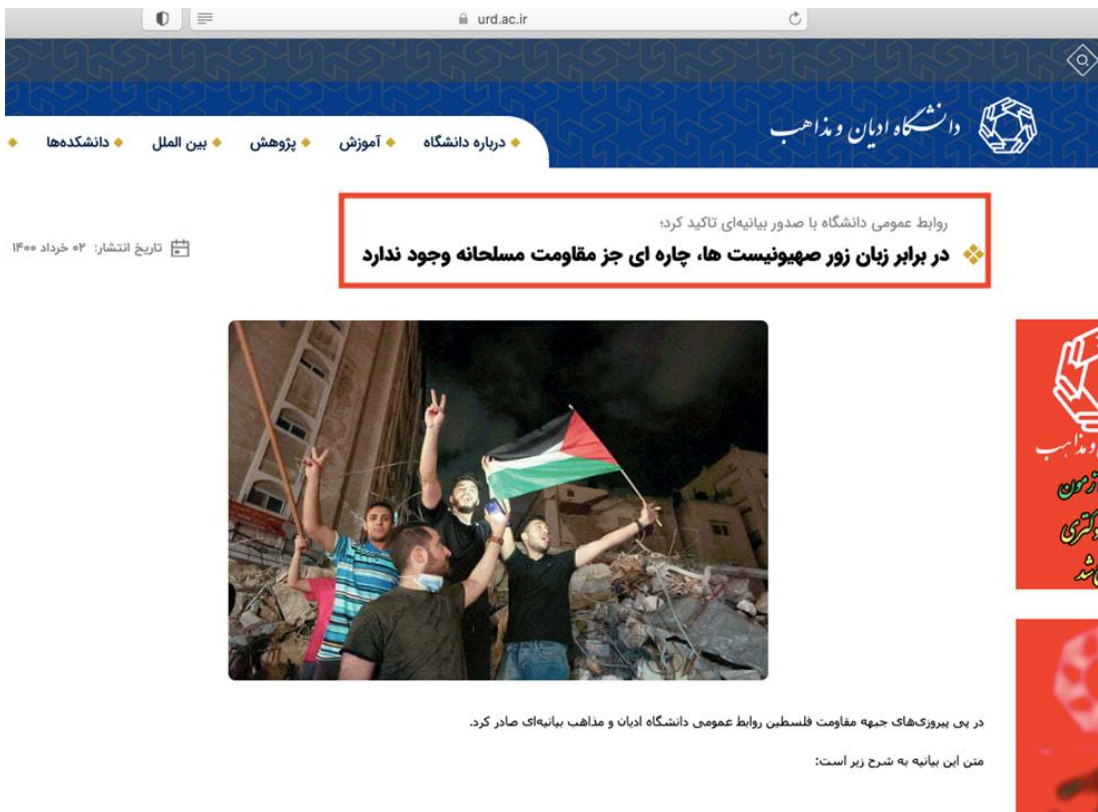 urd.ac.ir
دانشگاه ادیان و مذاهب
درباره دانشگاه
آموزش
پژوهش
بین الملل
دانشکده‌ها
روابط عمومی دانشگاه با صدور بیانیه‌ای تاکید کرد؛
در برابر زبان زور صهیونیست ها، چاره ای جز مقاومت مسلحانه وجود ندارد
تاریخ انتشار: ۰۲ خرداد ۱۴۰۰
در پی پیروزی‌های جبهه مقاومت فلسطین روابط عمومی دانشگاه ادیان و مذاهب بیانیه‌ای صادر کرد.
متن این بیانیه به شرح زیر است: